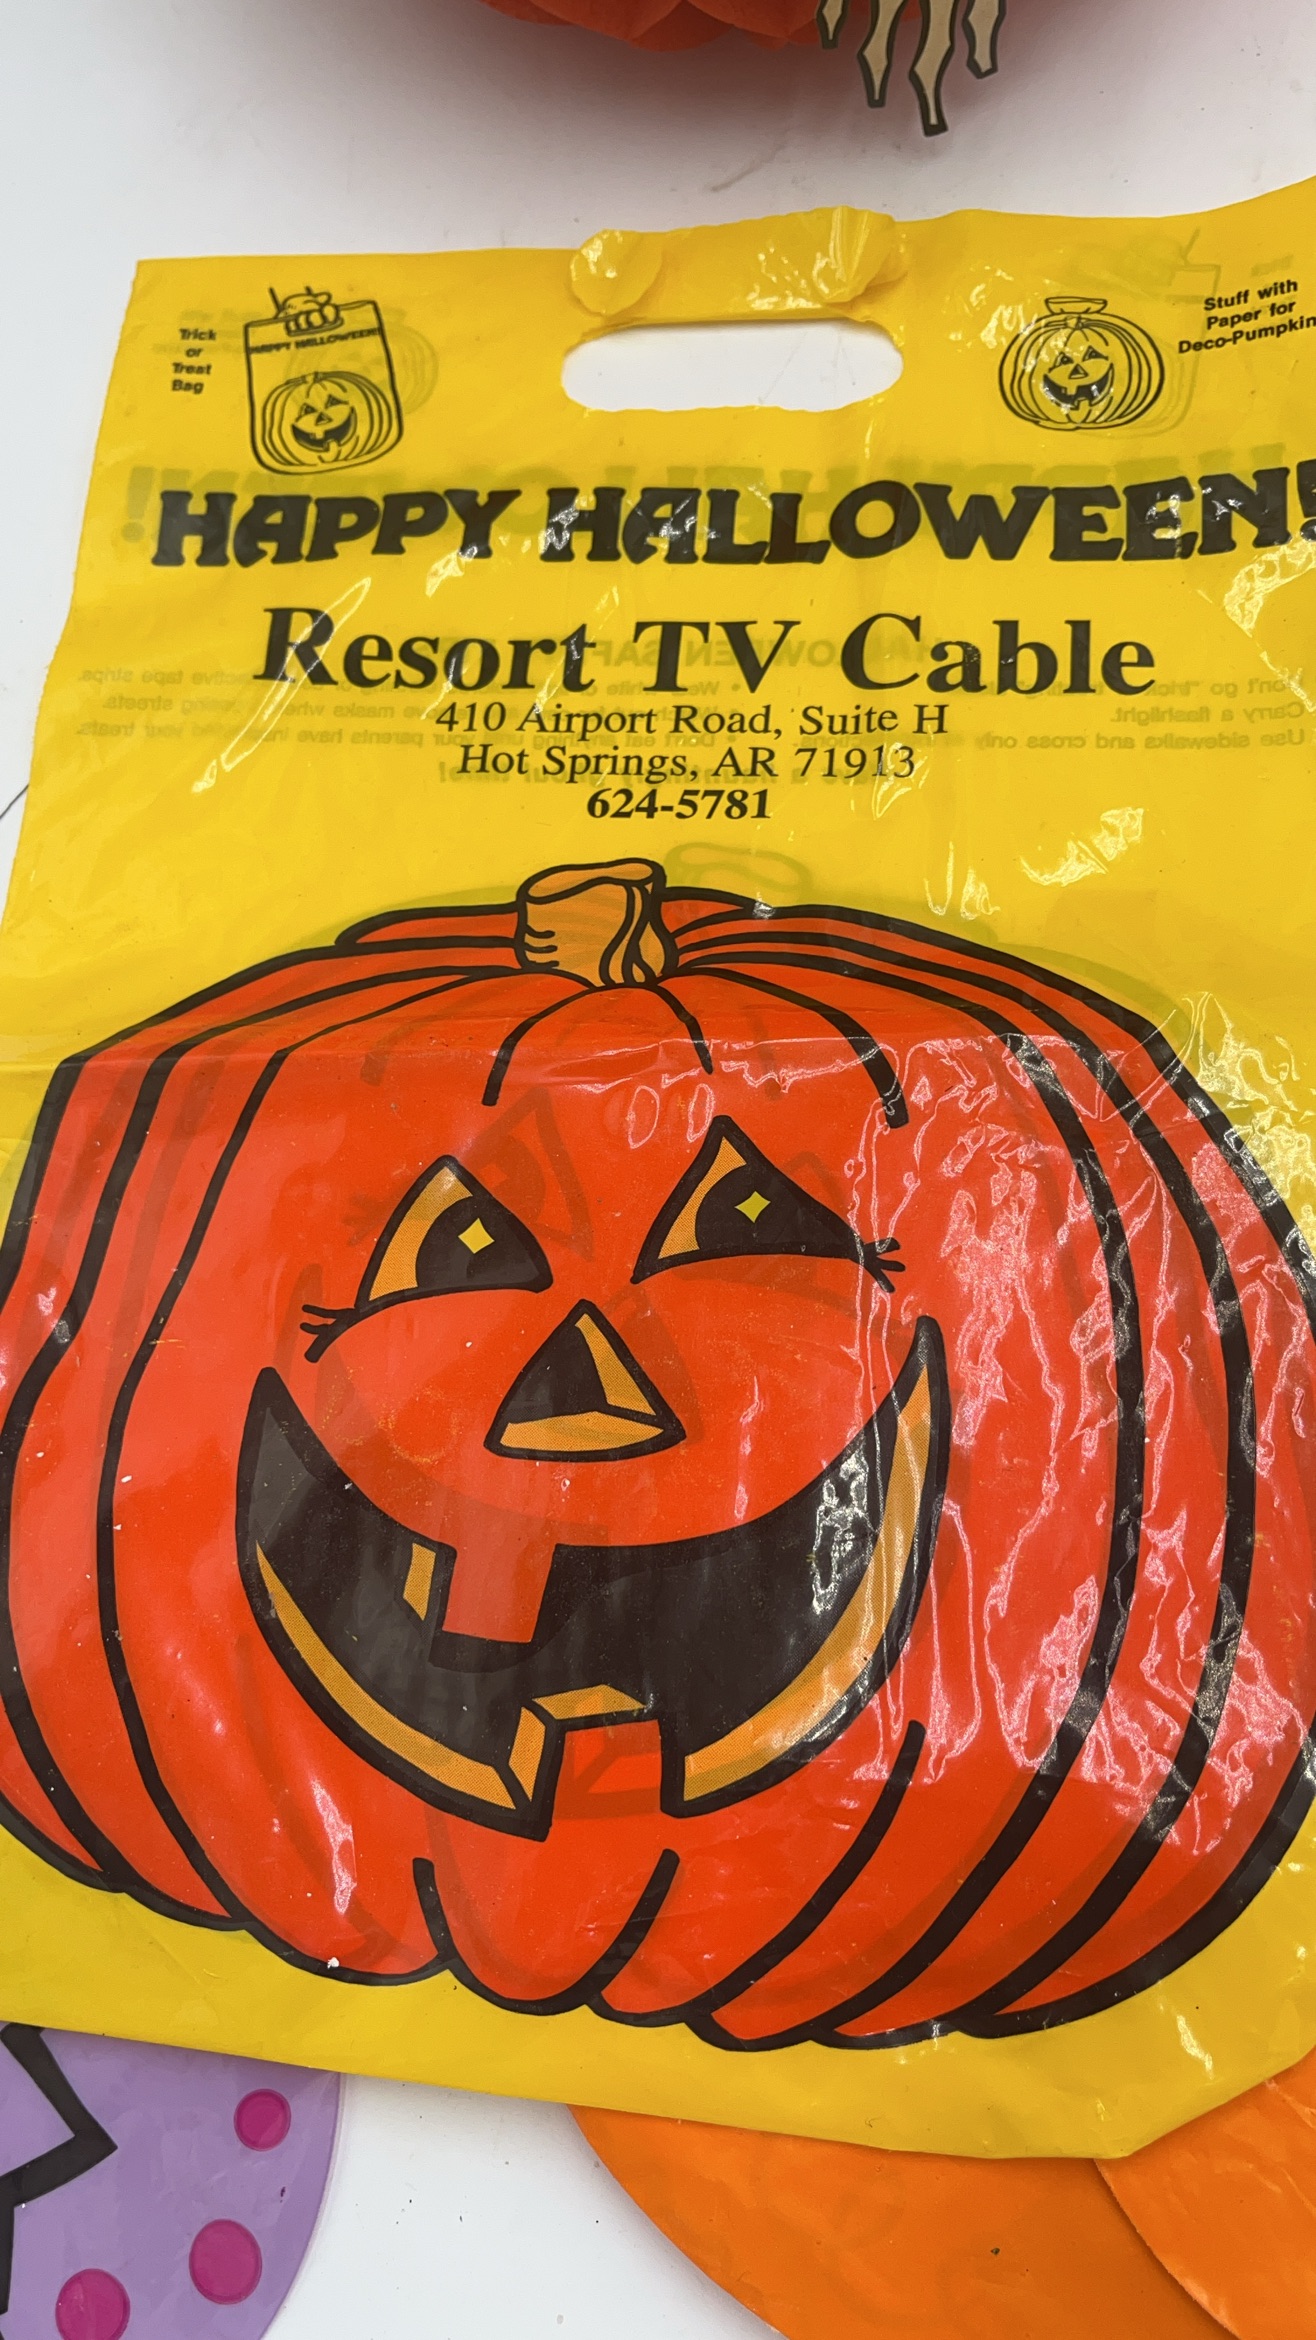 Trick
or
Treat
Bag
HAPPY HALLOWEEN!
Stuff with
Paper for
Deco-Pumpkin
HAPPY HALLOWEEN!
Resort TV Cable
410 Airport Road, Suite H
Hot Springs, AR 71913
624-5781